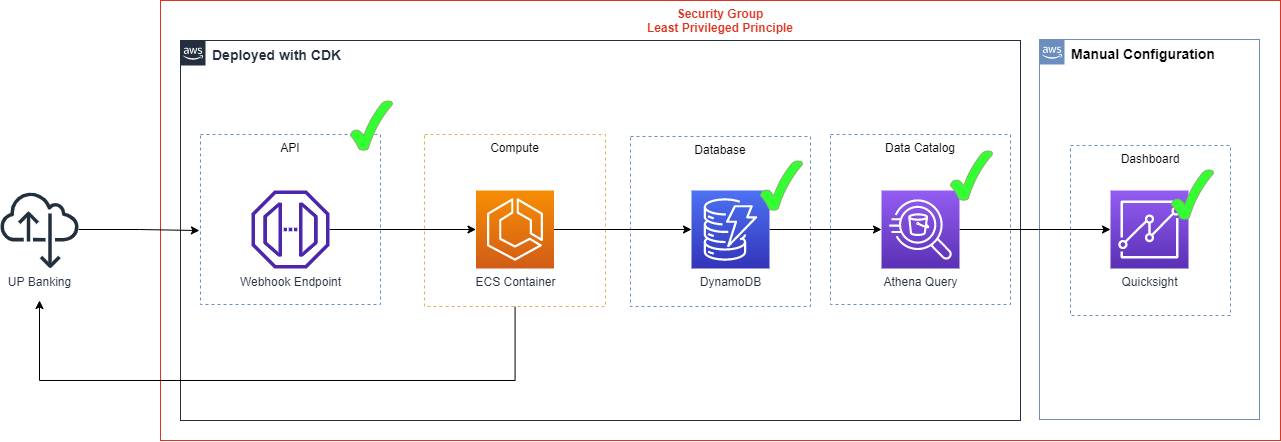 Security Group
Least Privileged Principle
aws
Deployed with CDK
aws
Manual Configuration
API
Compute
Database
Data Catalog
Dashboard
UP Banking
Webhook Endpoint
ECS Container
DynamoDB
Athena Query
Quicksight